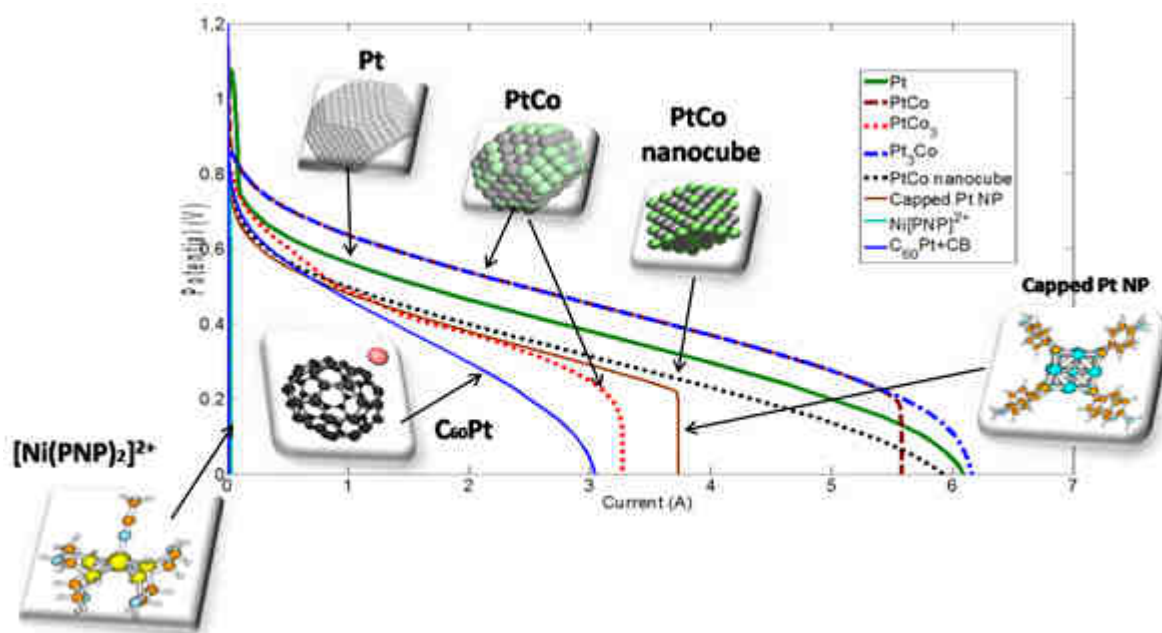 1.2
1
0.8
0.6
0.4
0.2
0
Potential (V)
0
1
2
3
4
5
6
7
Current (A)
Pt
PtCo
PtCo
nanocube
Capped Pt NP
C₆₀Pt
[Ni(PNP)₂]²⁺
Pt
PtCo
PtCo₃
Pt₃Co
PtCo nanocube
Capped Pt NP
Ni[PNP]²⁺
C₆₀Pt+CB